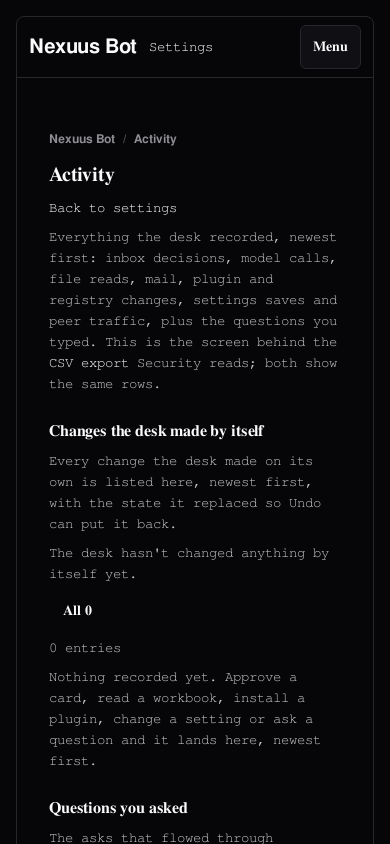 Nexuus Bot Settings Menu
Nexuus Bot / Activity
Activity
Back to settings
Everything the desk recorded, newest
first: inbox decisions, model calls,
file reads, mail, plugin and
registry changes, settings saves and
peer traffic, plus the questions you
typed. This is the screen behind the
CSV export Security reads; both show
the same rows.
Changes the desk made by itself
Every change the desk made on its
own is listed here, newest first,
with the state it replaced so Undo
can put it back.
The desk hasn't changed anything by
itself yet.
All 0
0 entries
Nothing recorded yet. Approve a
card, read a workbook, install a
plugin, change a setting or ask a
question and it lands here, newest
first.
Questions you asked
The asks that flowed through